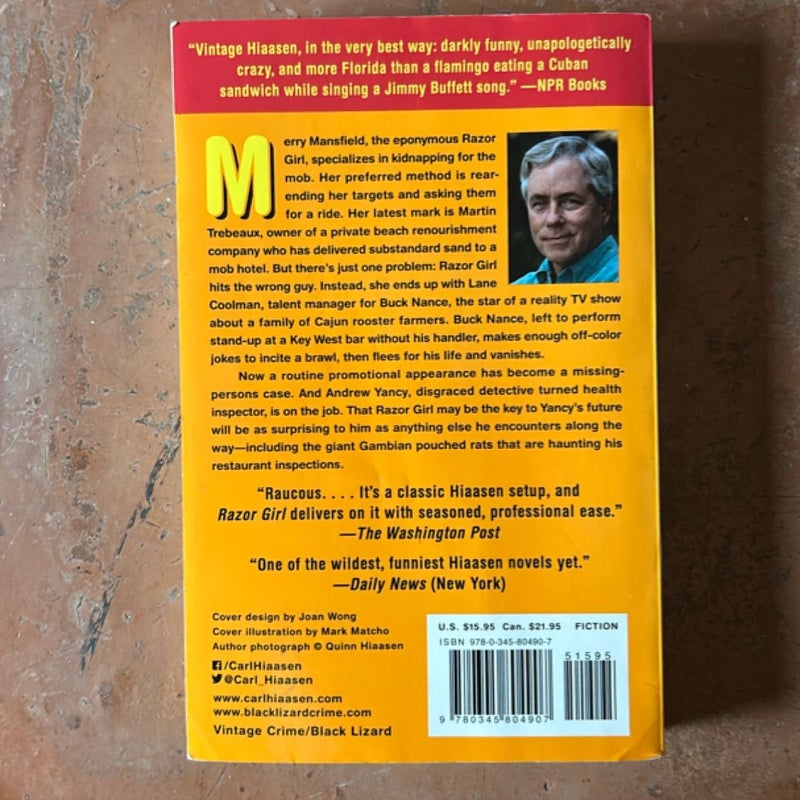 “Vintage Hiaasen, in the very best way: darkly funny, unapologetically
crazy, and more Florida than a flamingo eating a Cuban
sandwich while singing a Jimmy Buffett song.” —NPR Books
Merry Mansfield, the eponymous Razor
Girl, specializes in kidnapping for the
mob. Her preferred method is rear-
ending her targets and asking them
for a ride. Her latest mark is Martin
Trebeaux, owner of a private beach renourishment
company who has delivered substandard sand to a
mob hotel. But there’s just one problem: Razor Girl
hits the wrong guy. Instead, she ends up with Lane
Coolman, talent manager for Buck Nance, the star of a reality TV show
about a family of Cajun rooster farmers. Buck Nance, left to perform
stand-up at a Key West bar without his handler, makes enough off-color
jokes to incite a brawl, then flees for his life and vanishes.
Now a routine promotional appearance has become a missing-
persons case. And Andrew Yancy, disgraced detective turned health
inspector, is on the job. That Razor Girl may be the key to Yancy’s future
will be as surprising to him as anything else he encounters along the
way—including the giant Gambian pouched rats that are haunting his
restaurant inspections.
“Raucous. . . . It’s a classic Hiaasen setup, and
Razor Girl delivers on it with seasoned, professional ease.”
—The Washington Post
“One of the wildest, funniest Hiaasen novels yet.”
—Daily News (New York)
Cover design by Joan Wong
Cover illustration by Mark Matcho
Author photograph © Quinn Hiaasen
/CarlHiaasen
@Carl_Hiaasen
www.carlhiaasen.com
www.blacklizardcrime.com
Vintage Crime/Black Lizard
U.S. $15.95 Can. $21.95 FICTION
ISBN 978-0-345-80490-7
51595
9 780345 804907